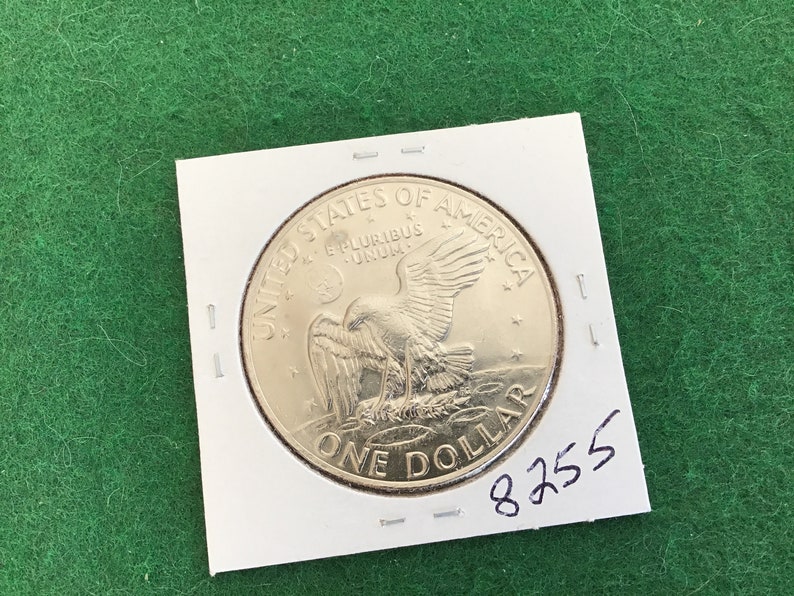 UNITED STATES OF AMERICA
E PLURIBUS
UNUM
ONE DOLLAR
8255